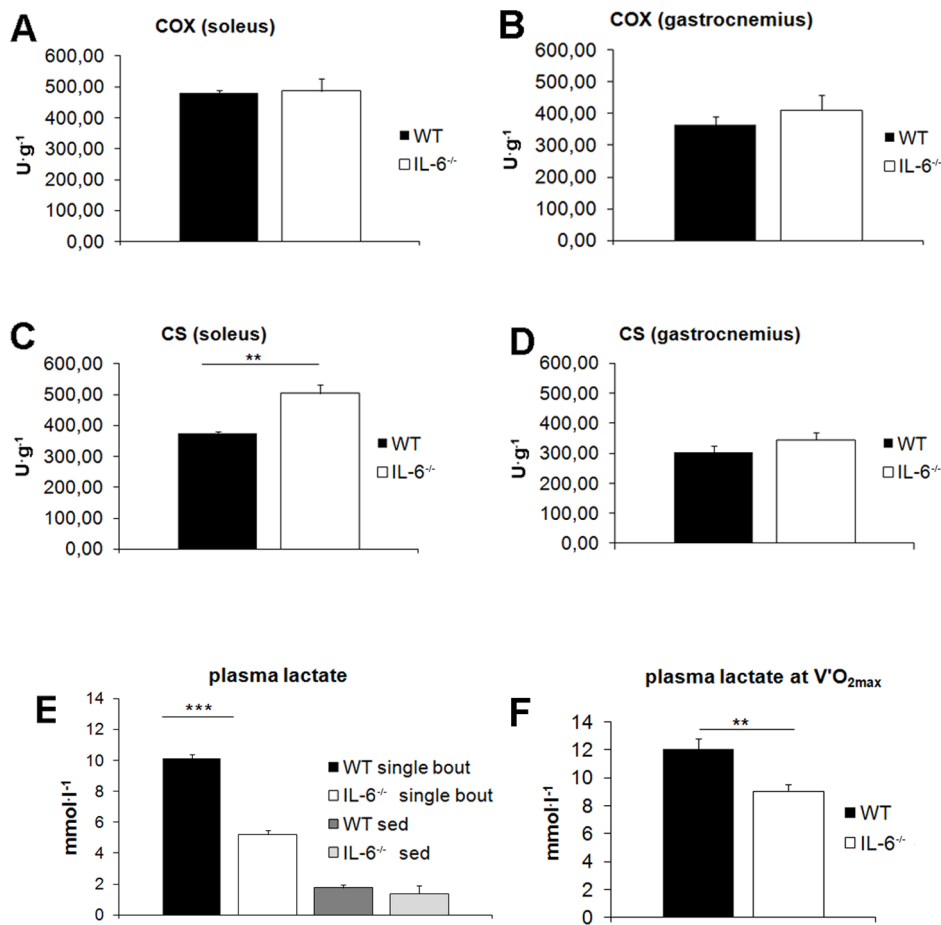 A
COX (soleus)
600,00
500,00
400,00
300,00
200,00
100,00
0,00
U·g⁻¹
WT
IL-6⁻/⁻
B
COX (gastrocnemius)
600,00
500,00
400,00
300,00
200,00
100,00
0,00
U·g⁻¹
WT
IL-6⁻/⁻
C
CS (soleus)
**
600,00
500,00
400,00
300,00
200,00
100,00
0,00
U·g⁻¹
WT
IL-6⁻/⁻
D
CS (gastrocnemius)
600,00
500,00
400,00
300,00
200,00
100,00
0,00
U·g⁻¹
WT
IL-6⁻/⁻
E
plasma lactate
***
14
12
10
8
6
4
2
0
mmol·l⁻¹
WT single bout
IL-6⁻/⁻ single bout
WT sed
IL-6⁻/⁻ sed
F
plasma lactate at V'O₂max
**
14
12
10
8
6
4
2
0
mmol·l⁻¹
WT
IL-6⁻/⁻